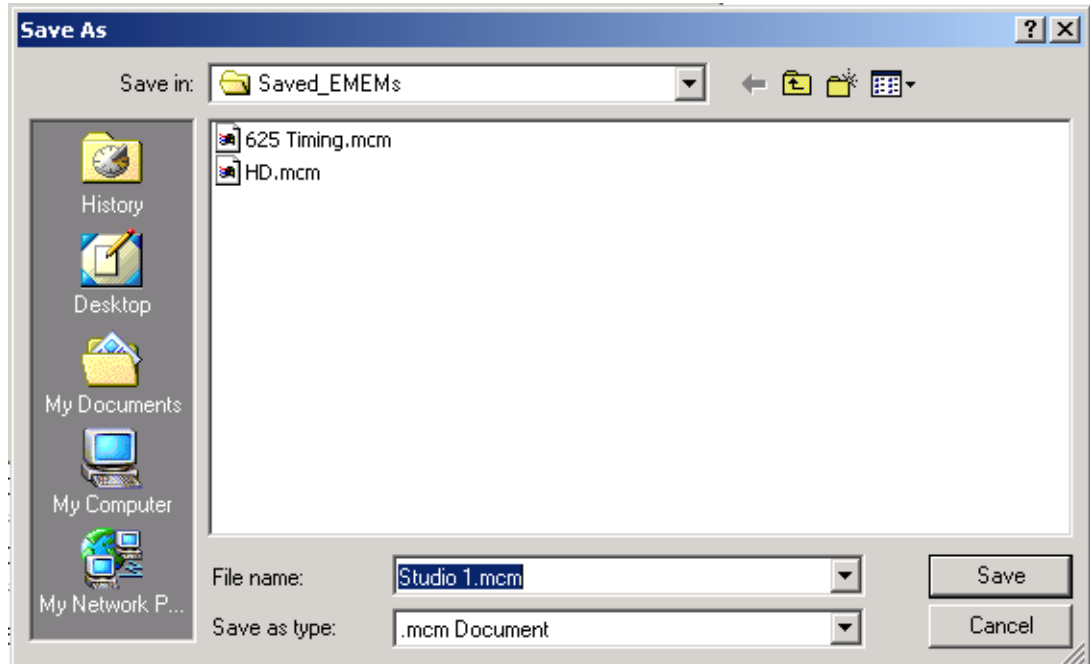 Save As
Save in:
Saved_EMEMs
625 Timing.mcm
HD.mcm
History
Desktop
My Documents
My Computer
My Network P...
File name:
Studio 1.mcm
Save
Save as type:
.mcm Document
Cancel